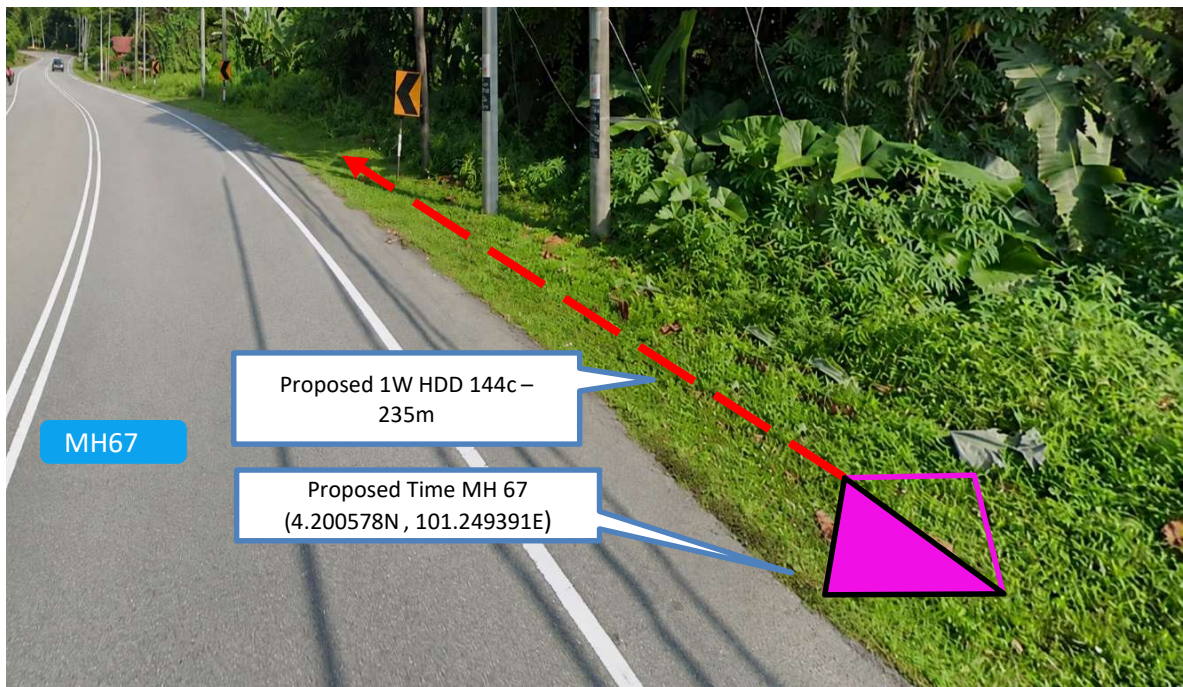 Proposed 1W HDD 144c –
235m
MH67
Proposed Time MH 67
(4.200578N , 101.249391E)